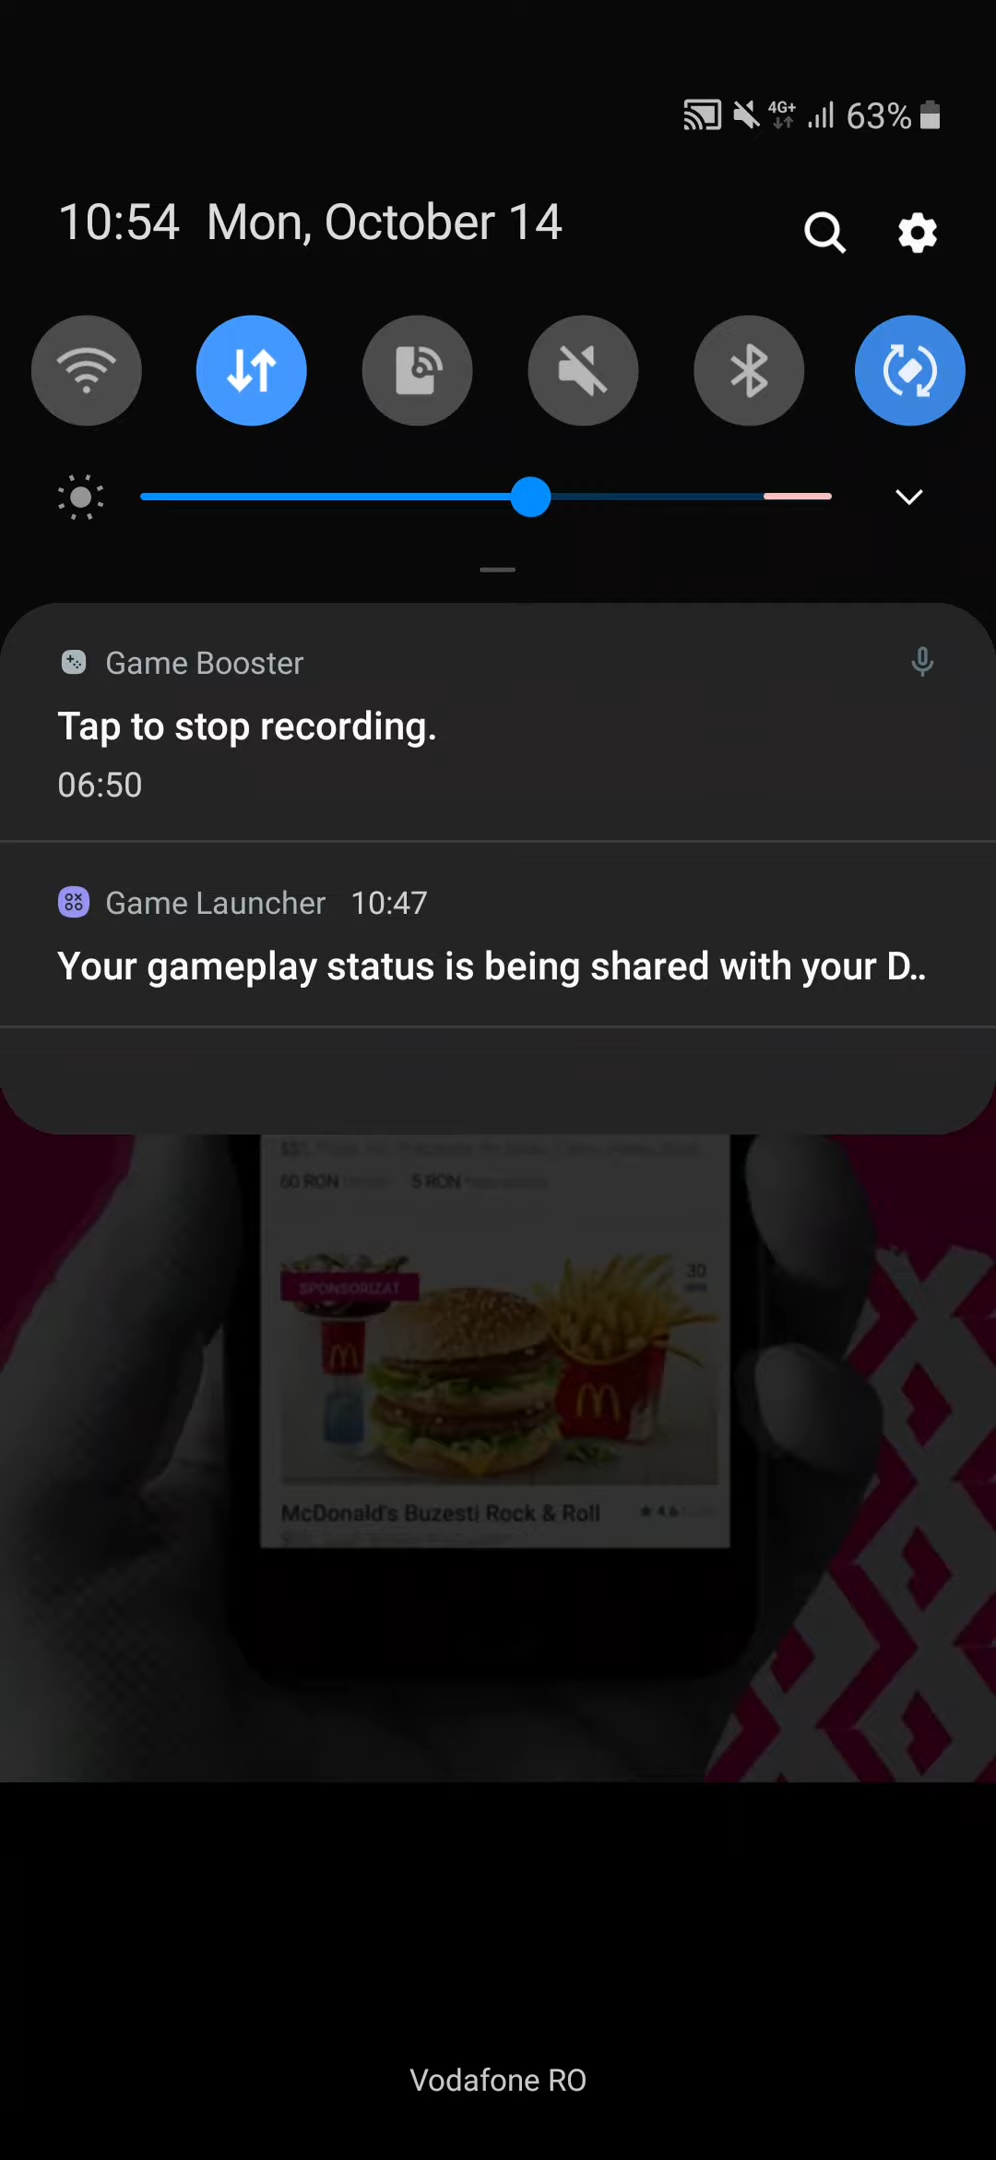 4G+ 63%
10:54 Mon, October 14
Game Booster
Tap to stop recording.
06:50
Game Launcher 10:47
Your gameplay status is being shared with your D..
60 RON 5 RON
SPONSORIZAT
30
McDonald's Buzesti Rock & Roll ★ 4.6
Vodafone RO